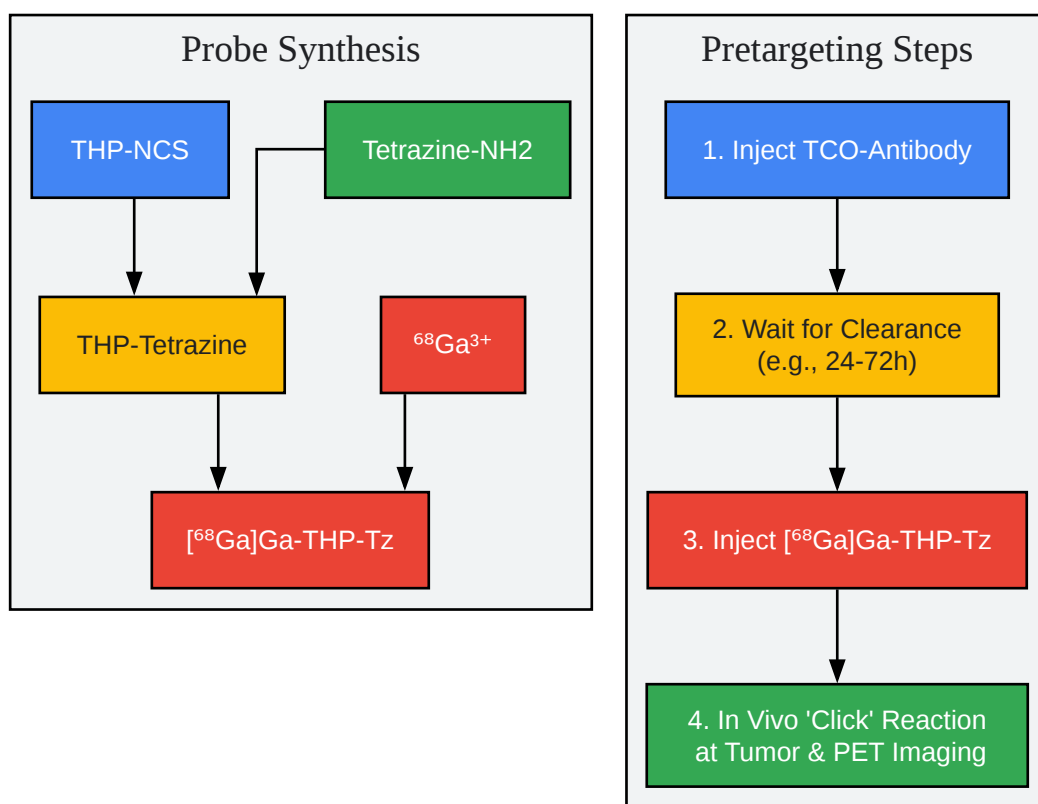 Probe Synthesis
THP-NCS
Tetrazine-NH2
THP-Tetrazine
⁶⁸Ga³⁺
[⁶⁸Ga]Ga-THP-Tz
Pretargeting Steps
1. Inject TCO-Antibody
2. Wait for Clearance
(e.g., 24-72h)
3. Inject [⁶⁸Ga]Ga-THP-Tz
4. In Vivo 'Click' Reaction
at Tumor & PET Imaging